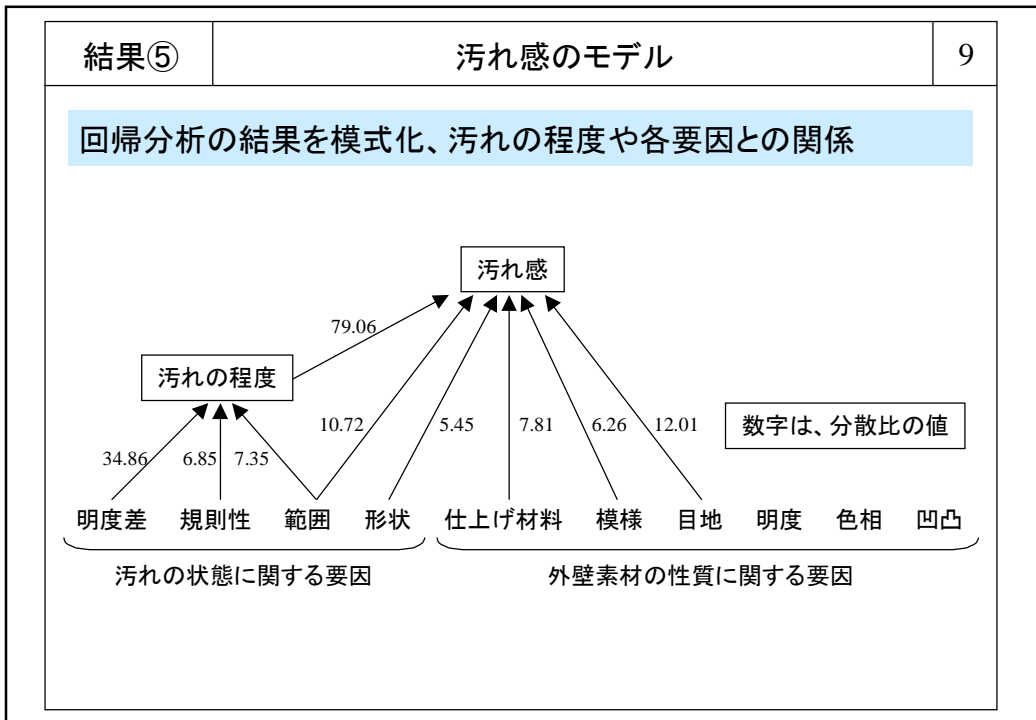 結果⑤
汚れ感のモデル
9
回帰分析の結果を模式化、汚れの程度や各要因との関係
汚れ感
79.06
汚れの程度
34.86
6.85
7.35
10.72
5.45
7.81
6.26
12.01
数字は、分散比の値
明度差 規則性 範囲 形状 仕上げ材料 模様 目地 明度 色相 凹凸
汚れの状態に関する要因
外壁素材の性質に関する要因